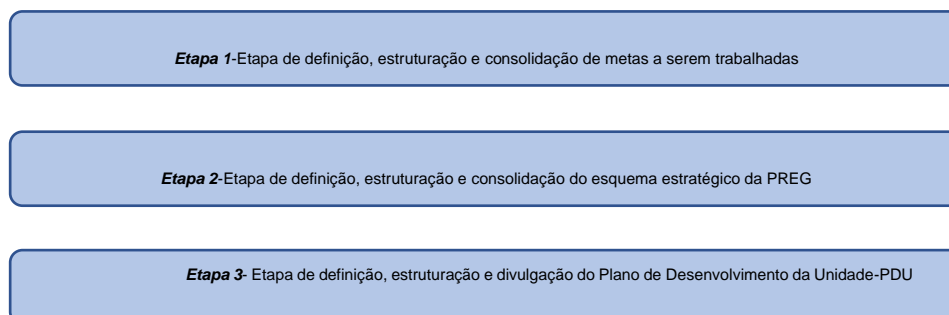 Etapa 1-Etapa de definição, estruturação e consolidação de metas a serem trabalhadas
Etapa 2-Etapa de definição, estruturação e consolidação do esquema estratégico da PREG
Etapa 3- Etapa de definição, estruturação e divulgação do Plano de Desenvolvimento da Unidade-PDU